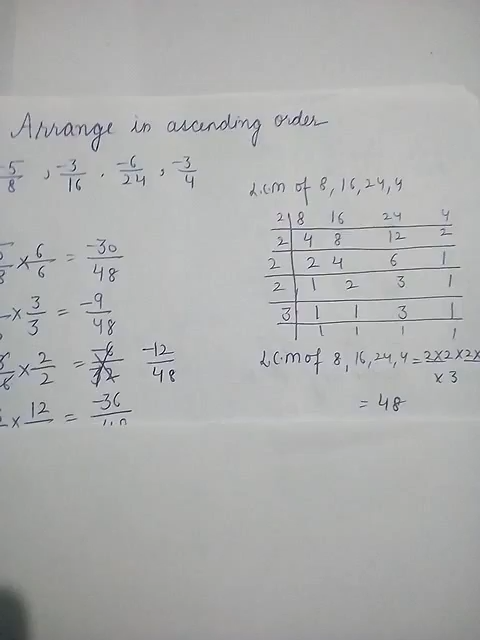 Arrange in ascending order
-5/8 , -3/16 . -6/24 , -3/4
L.C.M of 8, 16, 24, 4
2 | 8 16 24 4
2 | 4 8 12 2
2 | 2 4 6 1
2 | 1 2 3 1
3 | 1 1 3 1
1 1 1 1
L.C.M of 8, 16, 24, 4 = 2×2×2×
×3
= 48
× 6/6 = -30/48
× 3/3 = -9/48
× 2/2 = -12/48
× 12 = -36